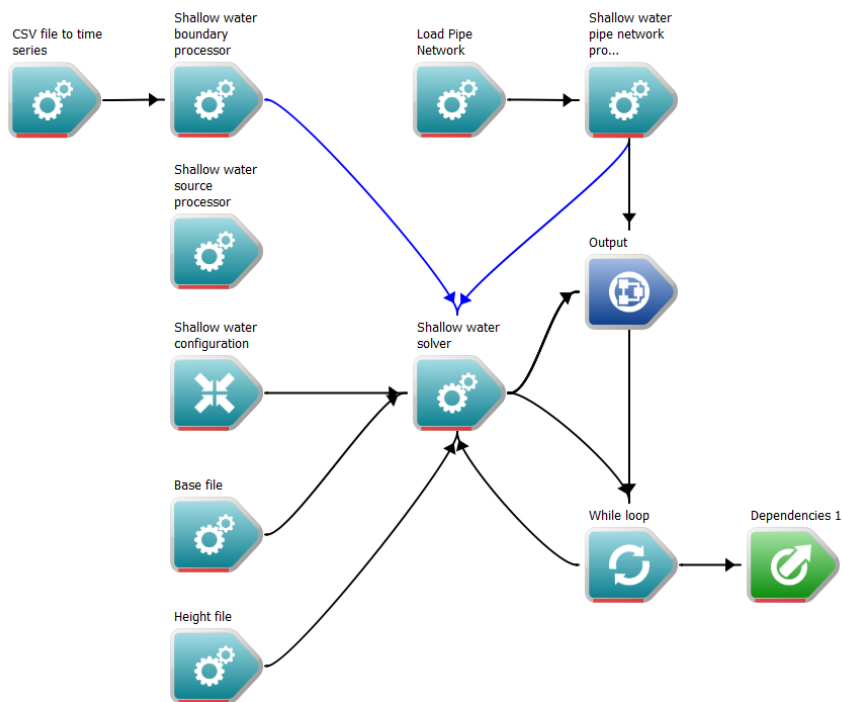 CSV file to time
series
Shallow water
boundary
processor
Load Pipe
Network
Shallow water
pipe network
pro...
Shallow water
source
processor
Output
Shallow water
configuration
Shallow water
solver
Base file
While loop
Dependencies 1
Height file